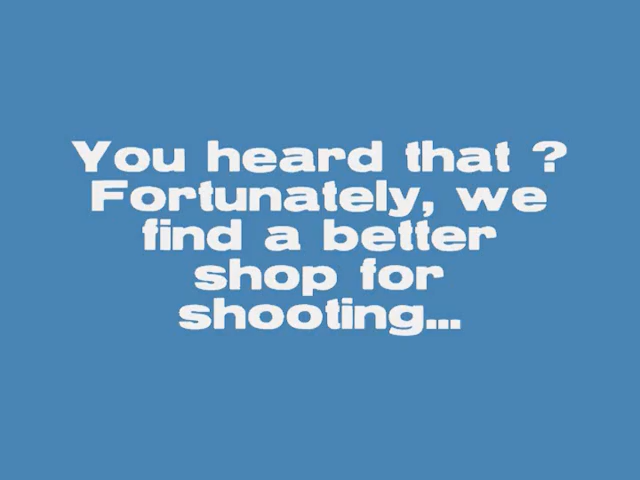 You heard that ?
Fortunately, we
find a better
shop for
shooting...